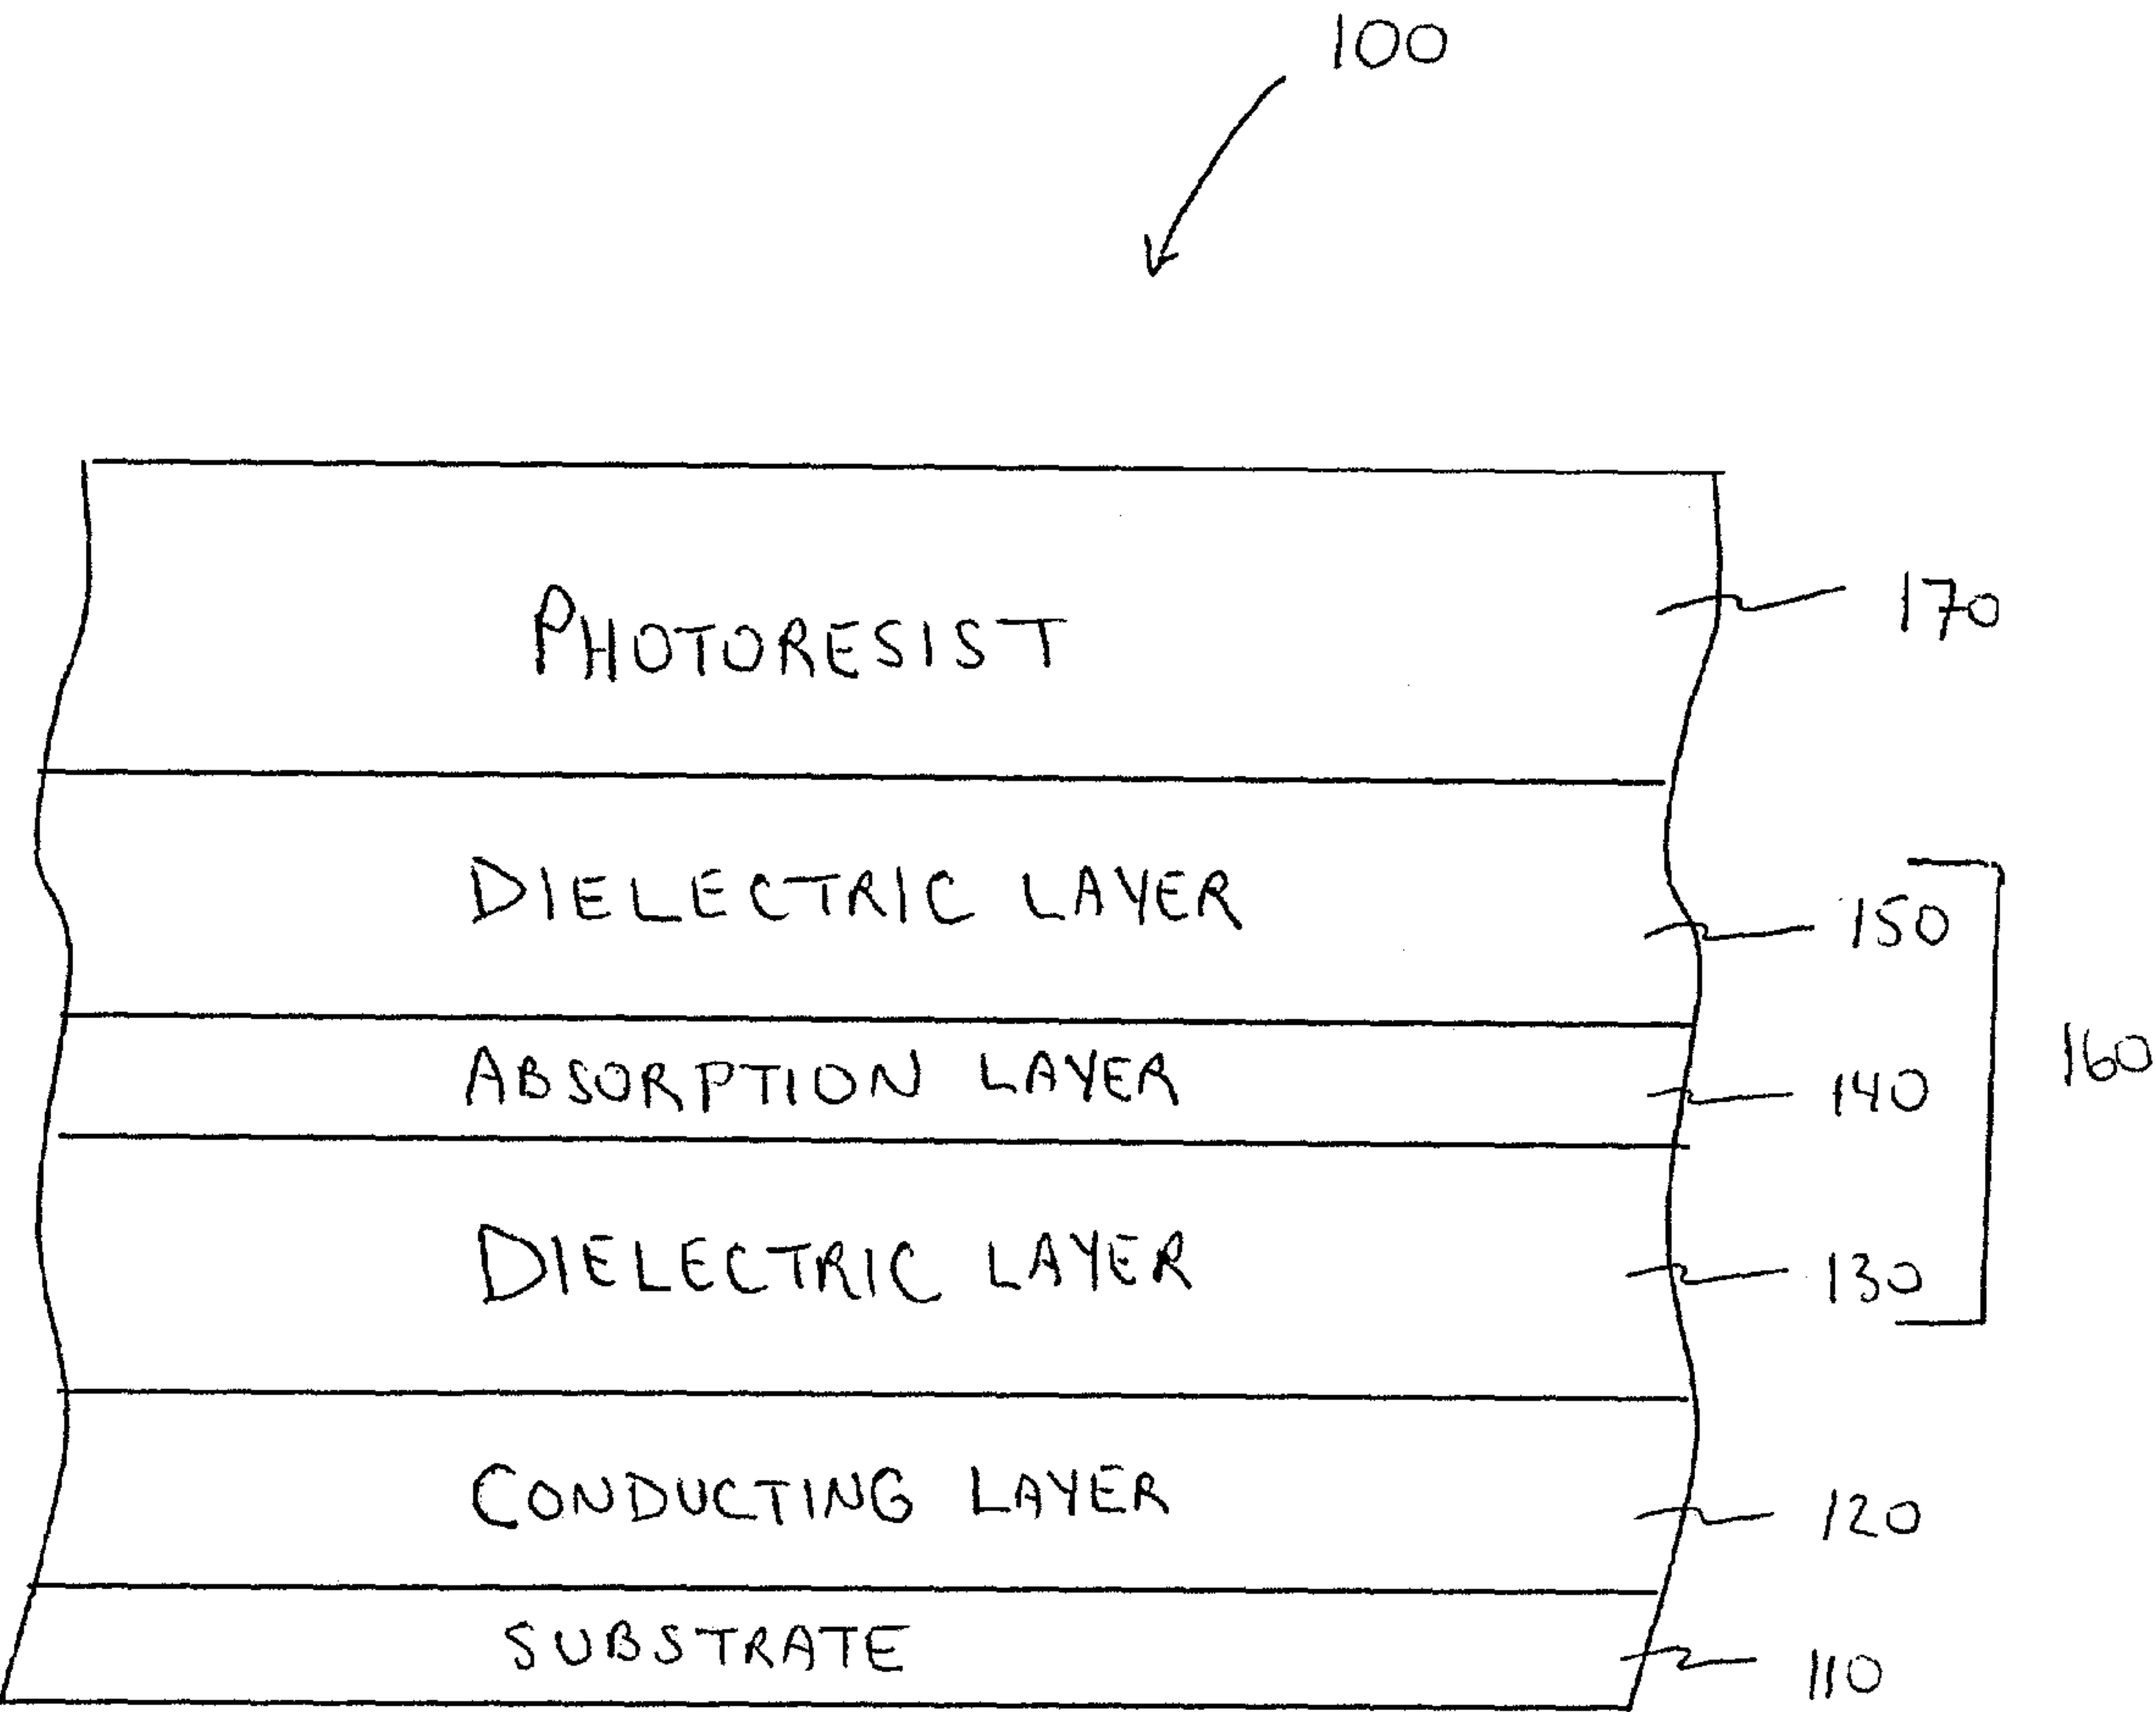 100
PHOTORESIST
170
DIELECTRIC LAYER
150
ABSORPTION LAYER
140
160
DIELECTRIC LAYER
130
CONDUCTING LAYER
120
SUBSTRATE
110